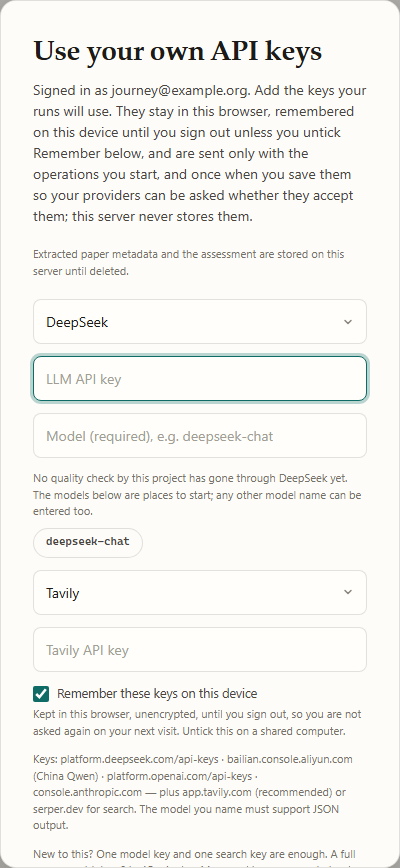 Use your own API keys
Signed in as journey@example.org. Add the keys your
runs will use. They stay in this browser, remembered
on this device until you sign out unless you untick
Remember below, and are sent only with the
operations you start, and once when you save them
so your providers can be asked whether they accept
them; this server never stores them.
Extracted paper metadata and the assessment are stored on this
server until deleted.
DeepSeek
LLM API key
Model (required), e.g. deepseek-chat
No quality check by this project has gone through DeepSeek yet.
The models below are places to start; any other model name can be
entered too.
deepseek-chat
Tavily
Tavily API key
Remember these keys on this device
Kept in this browser, unencrypted, until you sign out, so you are not
asked again on your next visit. Untick this on a shared computer.
Keys: platform.deepseek.com/api-keys · bailian.console.aliyun.com
(China Qwen) · platform.openai.com/api-keys ·
console.anthropic.com — plus app.tavily.com (recommended) or
serper.dev for search. The model you name must support JSON
output.
New to this? One model key and one search key are enough. A full